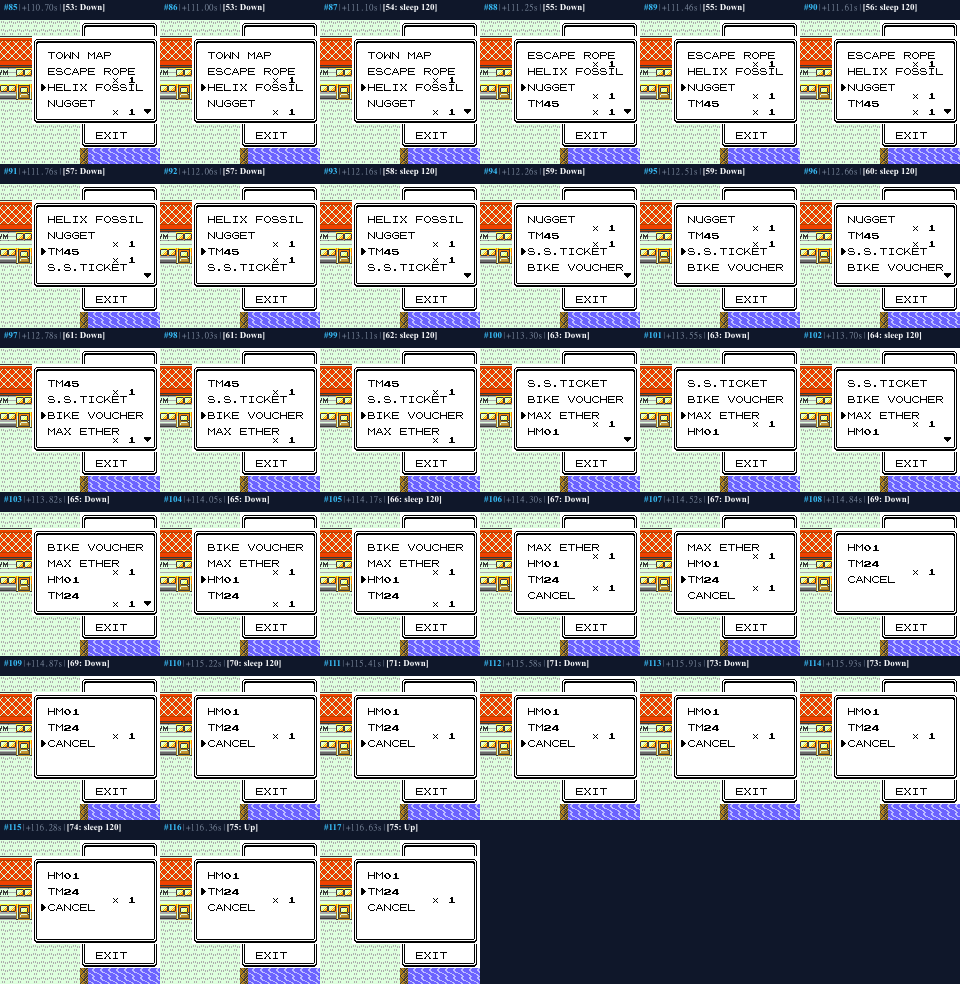 #85|+110.70s|[53: Down]
TOWN MAP
ESCAPE ROPE
× 1
▶HELIX FOSSIL
NUGGET
× 1 ▼
EXIT
#86|+111.00s|[53: Down]
TOWN MAP
ESCAPE ROPE
× 1
▶HELIX FOSSIL
NUGGET
× 1
EXIT
#87|+111.10s|[54: sleep 120]
TOWN MAP
ESCAPE ROPE
× 1
▶HELIX FOSSIL
NUGGET
× 1 ▼
EXIT
#88|+111.25s|[55: Down]
ESCAPE ROPE
× 1
HELIX FOSSIL
▶NUGGET
× 1
TM45
× 1 ▼
EXIT
#89|+111.46s|[55: Down]
ESCAPE ROPE
× 1
HELIX FOSSIL
▶NUGGET
× 1
TM45
× 1
EXIT
#90|+111.61s|[56: sleep 120]
ESCAPE ROPE
× 1
HELIX FOSSIL
▶NUGGET
× 1
TM45
× 1 ▼
EXIT
#91|+111.76s|[57: Down]
HELIX FOSSIL
NUGGET
× 1
▶TM45
× 1
S.S.TICKET
▼
EXIT
#92|+112.06s|[57: Down]
HELIX FOSSIL
NUGGET
× 1
▶TM45
× 1
S.S.TICKET
EXIT
#93|+112.16s|[58: sleep 120]
HELIX FOSSIL
NUGGET
× 1
▶TM45
× 1
S.S.TICKET
▼
EXIT
#94|+112.26s|[59: Down]
NUGGET
× 1
TM45
× 1
▶S.S.TICKET
BIKE VOUCHER
▼
EXIT
#95|+112.51s|[59: Down]
NUGGET
× 1
TM45
× 1
▶S.S.TICKET
BIKE VOUCHER
EXIT
#96|+112.66s|[60: sleep 120]
NUGGET
× 1
TM45
× 1
▶S.S.TICKET
BIKE VOUCHER
▼
EXIT
#97|+112.78s|[61: Down]
TM45
× 1
S.S.TICKET
▶BIKE VOUCHER
MAX ETHER
× 1 ▼
EXIT
#98|+113.03s|[61: Down]
TM45
× 1
S.S.TICKET
▶BIKE VOUCHER
MAX ETHER
× 1
EXIT
#99|+113.11s|[62: sleep 120]
TM45
× 1
S.S.TICKET
▶BIKE VOUCHER
MAX ETHER
× 1 ▼
EXIT
#100|+113.30s|[63: Down]
S.S.TICKET
BIKE VOUCHER
▶MAX ETHER
× 1
HM01
▼
EXIT
#101|+113.55s|[63: Down]
S.S.TICKET
BIKE VOUCHER
▶MAX ETHER
× 1
HM01
EXIT
#102|+113.70s|[64: sleep 120]
S.S.TICKET
BIKE VOUCHER
▶MAX ETHER
× 1
HM01
▼
EXIT
#103|+113.82s|[65: Down]
BIKE VOUCHER
MAX ETHER
× 1
HM01
TM24
× 1 ▼
EXIT
#104|+114.05s|[65: Down]
BIKE VOUCHER
MAX ETHER
× 1
▶HM01
TM24
× 1
EXIT
#105|+114.17s|[66: sleep 120]
BIKE VOUCHER
MAX ETHER
× 1
▶HM01
TM24
× 1
EXIT
#106|+114.30s|[67: Down]
MAX ETHER
× 1
HM01
TM24
× 1
CANCEL
EXIT
#107|+114.52s|[67: Down]
MAX ETHER
× 1
HM01
▶TM24
× 1
CANCEL
EXIT
#108|+114.84s|[69: Down]
HM01
TM24
× 1
CANCEL
EXIT
#109|+114.87s|[69: Down]
HM01
TM24
× 1
▶CANCEL
EXIT
#110|+115.22s|[70: sleep 120]
HM01
TM24
× 1
▶CANCEL
EXIT
#111|+115.41s|[71: Down]
HM01
TM24
× 1
▶CANCEL
EXIT
#112|+115.58s|[71: Down]
HM01
TM24
× 1
▶CANCEL
EXIT
#113|+115.91s|[73: Down]
HM01
TM24
× 1
▶CANCEL
EXIT
#114|+115.93s|[73: Down]
HM01
TM24
× 1
▶CANCEL
EXIT
#115|+116.28s|[74: sleep 120]
HM01
TM24
× 1
▶CANCEL
EXIT
#116|+116.36s|[75: Up]
HM01
▶TM24
× 1
CANCEL
EXIT
#117|+116.63s|[75: Up]
HM01
▶TM24
× 1
CANCEL
EXIT